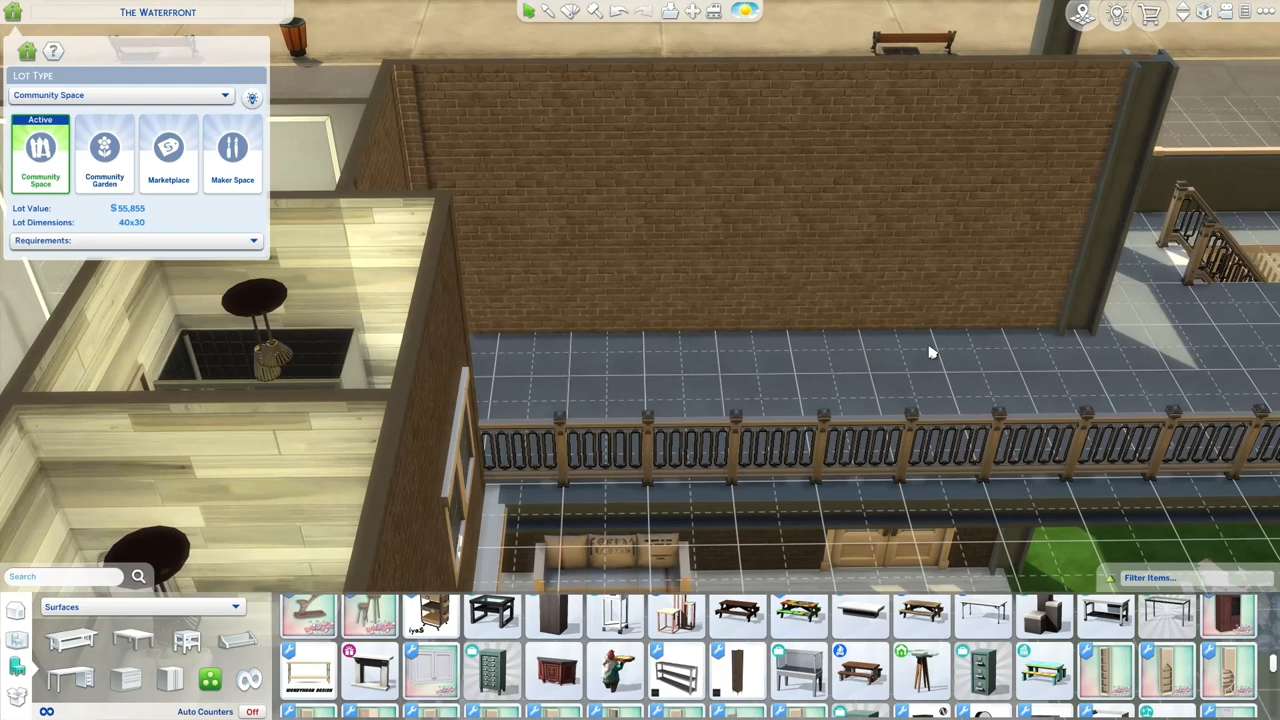 THE WATERFRONT
LOT TYPE
Community Space
Active
Community Space
Community Garden
Marketplace
Maker Space
Lot Value: $55,855
Lot Dimensions: 40x30
Requirements:
Search
Filter Items...
Surfaces
Auto Counters Off